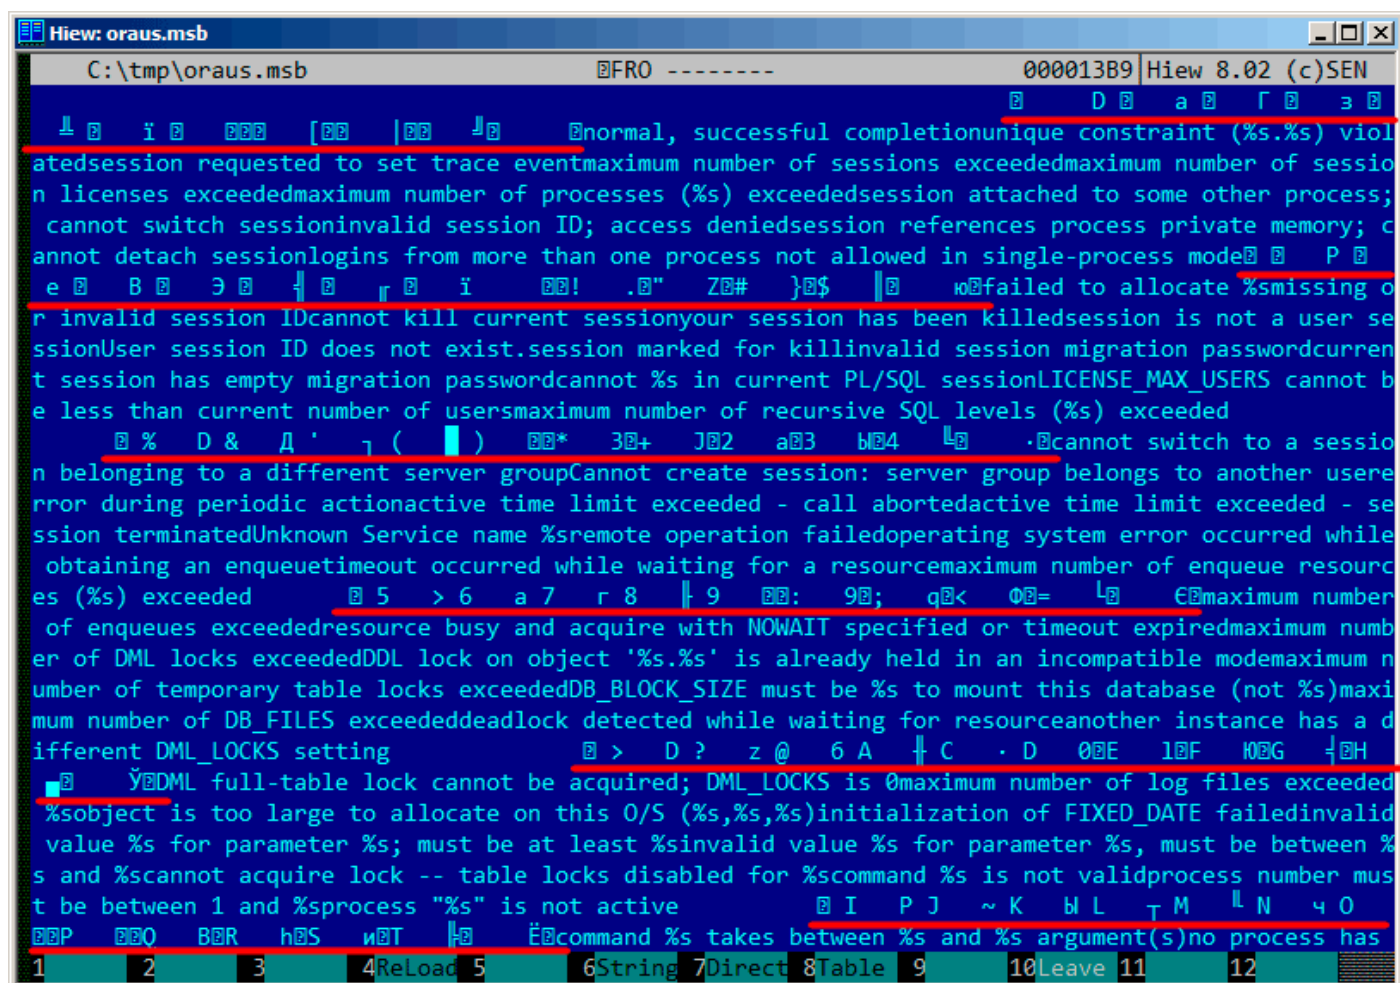 Hiew: oraus.msb
C:\tmp\oraus.msb ⍰FRO -------- 000013B9 Hiew 8.02 (c)SEN
⍰ D ⍰ a ⍰ Г ⍰ з ⍰
╨ ⍰ ï ⍰ ⍰⍰⍰ [⍰⍰ |⍰⍰ ╝⍰ ⍰normal, successful completionunique constraint (%s.%s) viol
atedsession requested to set trace eventmaximum number of sessions exceededmaximum number of sessio
n licenses exceededmaximum number of processes (%s) exceededsession attached to some other process;
cannot switch sessioninvalid session ID; access deniedsession references process private memory; c
annot detach sessionlogins from more than one process not allowed in single-process mode⍰ ⍰ P ⍰
e ⍰ B ⍰ Э ⍰ ╣ ⍰ ╓ ⍰ ï ⍰⍰! .⍰" Z⍰# }⍰$ ║⍰ ю⍰failed to allocate %smissing o
r invalid session IDcannot kill current sessionyour session has been killedsession is not a user se
ssionUser session ID does not exist.session marked for killinvalid session migration passwordcurren
t session has empty migration passwordcannot %s in current PL/SQL sessionLICENSE_MAX_USERS cannot b
e less than current number of usersmaximum number of recursive SQL levels (%s) exceeded
⍰ % D & Д ' ┐ ( █ ) ⍰⍰* 3⍰+ J⍰2 a⍰3 Ы⍰4 ╚⍰ ·⍰cannot switch to a sessio
n belonging to a different server groupCannot create session: server group belongs to another usere
rror during periodic actionactive time limit exceeded - call abortedactive time limit exceeded - se
ssion terminatedUnknown Service name %sremote operation failedoperating system error occurred while
obtaining an enqueuetimeout occurred while waiting for a resourcemaximum number of enqueue resourc
es (%s) exceeded ⍰ 5 > 6 a 7 r 8 ╟ 9 ⍰⍰: 9⍰; q⍰< Ф⍰= ╘⍰ Є⍰maximum number
of enqueues exceededresource busy and acquire with NOWAIT specified or timeout expiredmaximum numb
er of DML locks exceededDDL lock on object '%s.%s' is already held in an incompatible modemaximum n
umber of temporary table locks exceededDB_BLOCK_SIZE must be %s to mount this database (not %s)maxi
mum number of DB_FILES exceededdeadlock detected while waiting for resourceanother instance has a d
ifferent DML_LOCKS setting ⍰ > D ? z @ 6 A ╫ C · D 0⍰E 1⍰F Ю⍰G ╡⍰H
▄⍰ Ў⍰DML full-table lock cannot be acquired; DML_LOCKS is 0maximum number of log files exceeded
%sobject is too large to allocate on this O/S (%s,%s,%s)initialization of FIXED_DATE failedinvalid
value %s for parameter %s; must be at least %sinvalid value %s for parameter %s, must be between %
s and %scannot acquire lock -- table locks disabled for %scommand %s is not validprocess number mus
t be between 1 and %sprocess "%s" is not active ⍰ I P J ~ K Ы L ┬ M ╙ N ч O
⍰⍰P ⍰⍰Q B⍰R h⍰S и⍰T ╠⍰ Ё⍰command %s takes between %s and %s argument(s)no process has
1 2 3 4ReLoad 5 6String 7Direct 8Table 9 10Leave 11 12